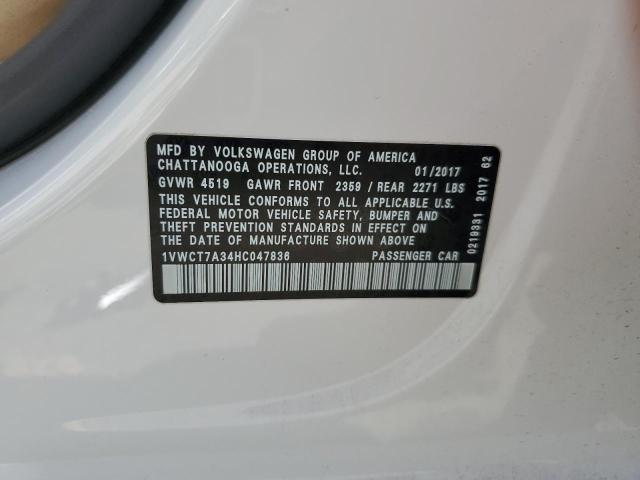 MFD BY VOLKSWAGEN GROUP OF AMERICA
CHATTANOOGA OPERATIONS, LLC. 01/2017
GVWR 4519 GAWR FRONT 2359 / REAR 2271 LBS
THIS VEHICLE CONFORMS TO ALL APPLICABLE U.S.
FEDERAL MOTOR VEHICLE SAFETY, BUMPER AND
THEFT PREVENTION STANDARDS IN EFFECT ON
THE DATE OF MANUFACTURE SHOWN ABOVE
1VWCT7A34HC047836 PASSENGER CAR
0219331 2017 62